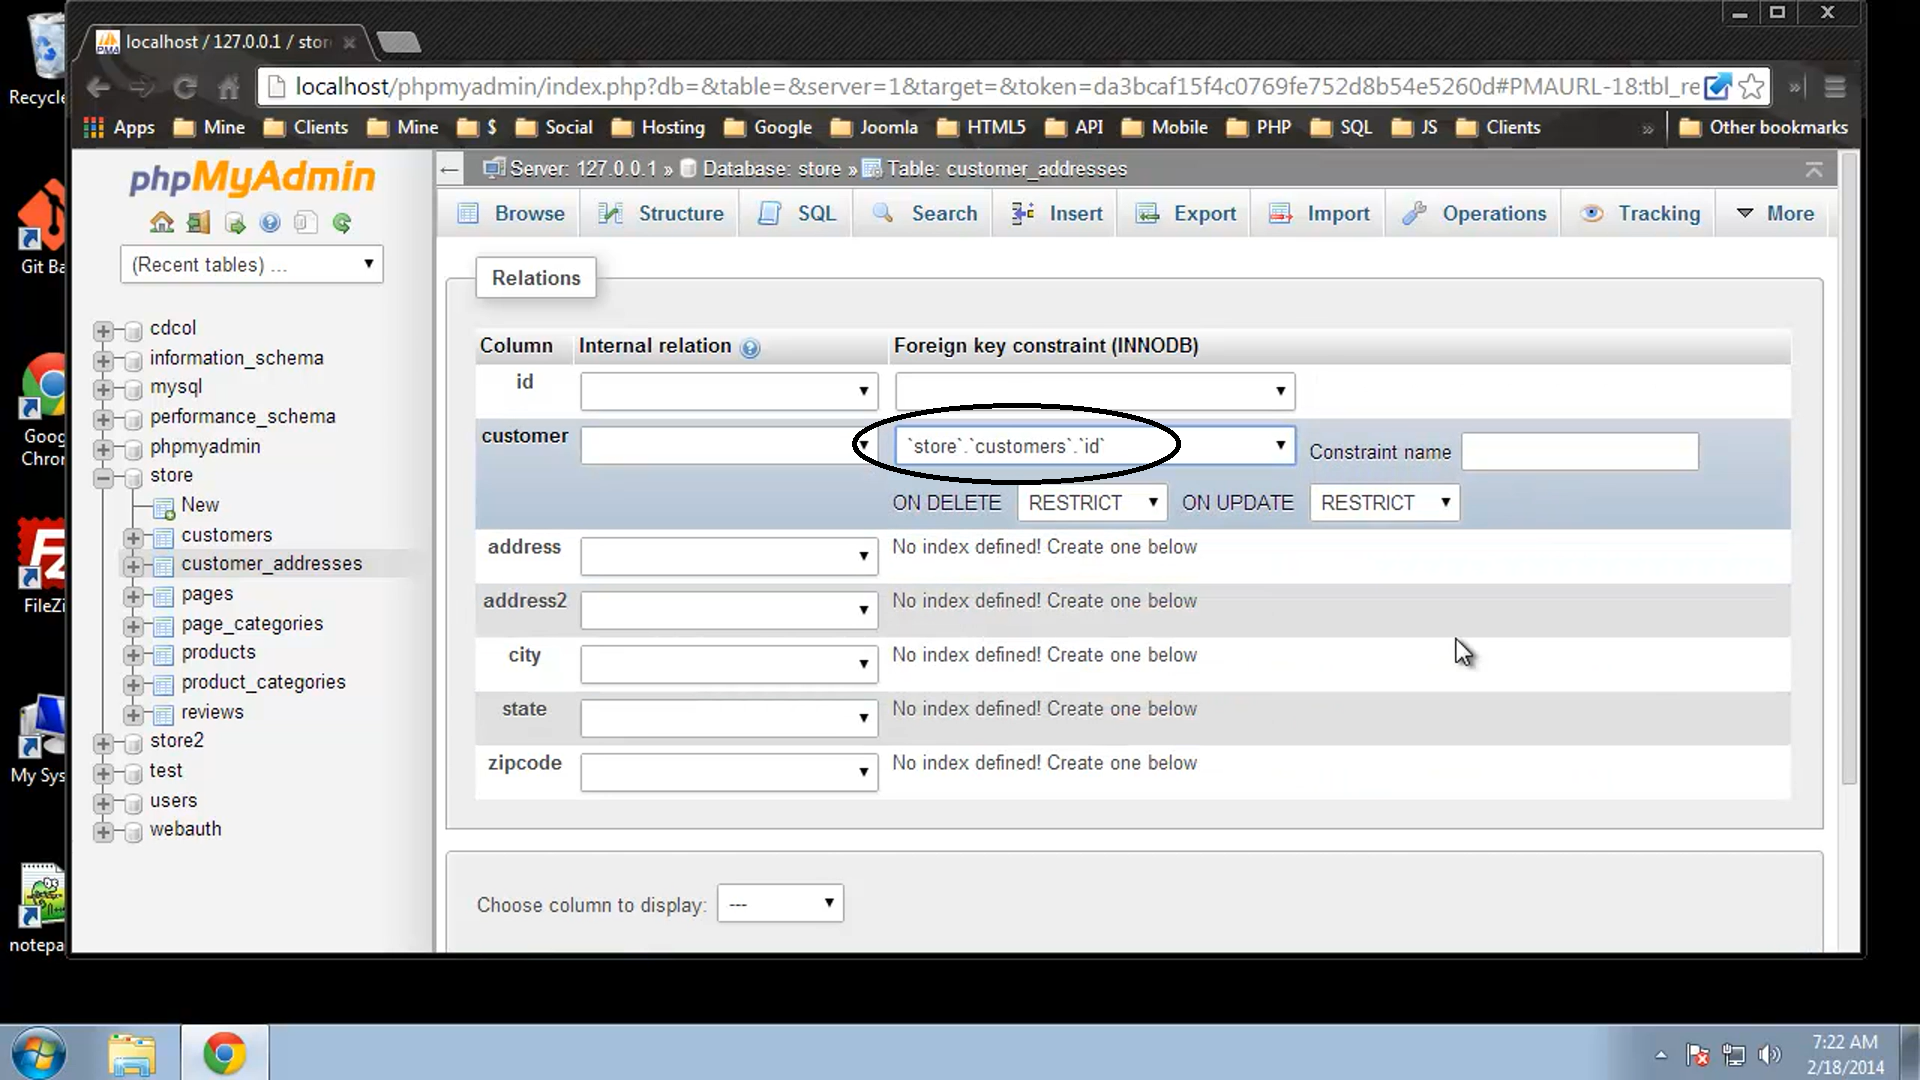 Recycle
Git Ba
Goog
Chron
FileZi
My Sys
notepa
localhost / 127.0.0.1 / stor
localhost/phpmyadmin/index.php?db=&table=&server=1&target=&token=da3bcaf15f4c0769fe752d8b54e5260d#PMAURL-18:tbl_re
Apps Mine Clients Mine $ Social Hosting Google Joomla HTML5 API Mobile PHP SQL JS Clients » Other bookmarks
phpMyAdmin
(Recent tables) ...
cdcol
information_schema
mysql
performance_schema
phpmyadmin
store
New
customers
customer_addresses
pages
page_categories
products
product_categories
reviews
store2
test
users
webauth
Server: 127.0.0.1 » Database: store » Table: customer_addresses
Browse Structure SQL Search Insert Export Import Operations Tracking More
Relations
Column Internal relation Foreign key constraint (INNODB)
id
customer `store`.`customers`.`id` Constraint name
ON DELETE RESTRICT ON UPDATE RESTRICT
address No index defined! Create one below
address2 No index defined! Create one below
city No index defined! Create one below
state No index defined! Create one below
zipcode No index defined! Create one below
Choose column to display: ---
7:22 AM
2/18/2014